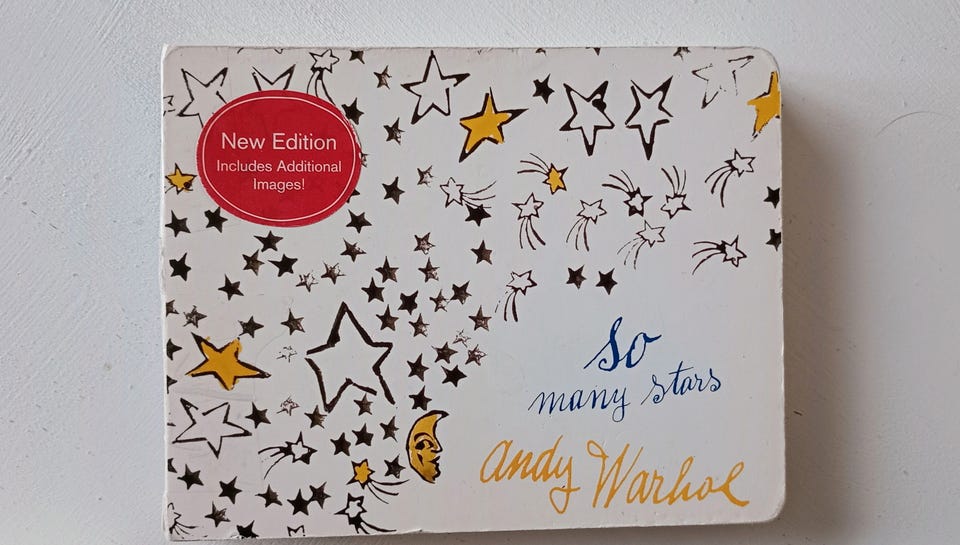 New Edition
Includes Additional
Images!
So
many stars
Andy Warhol